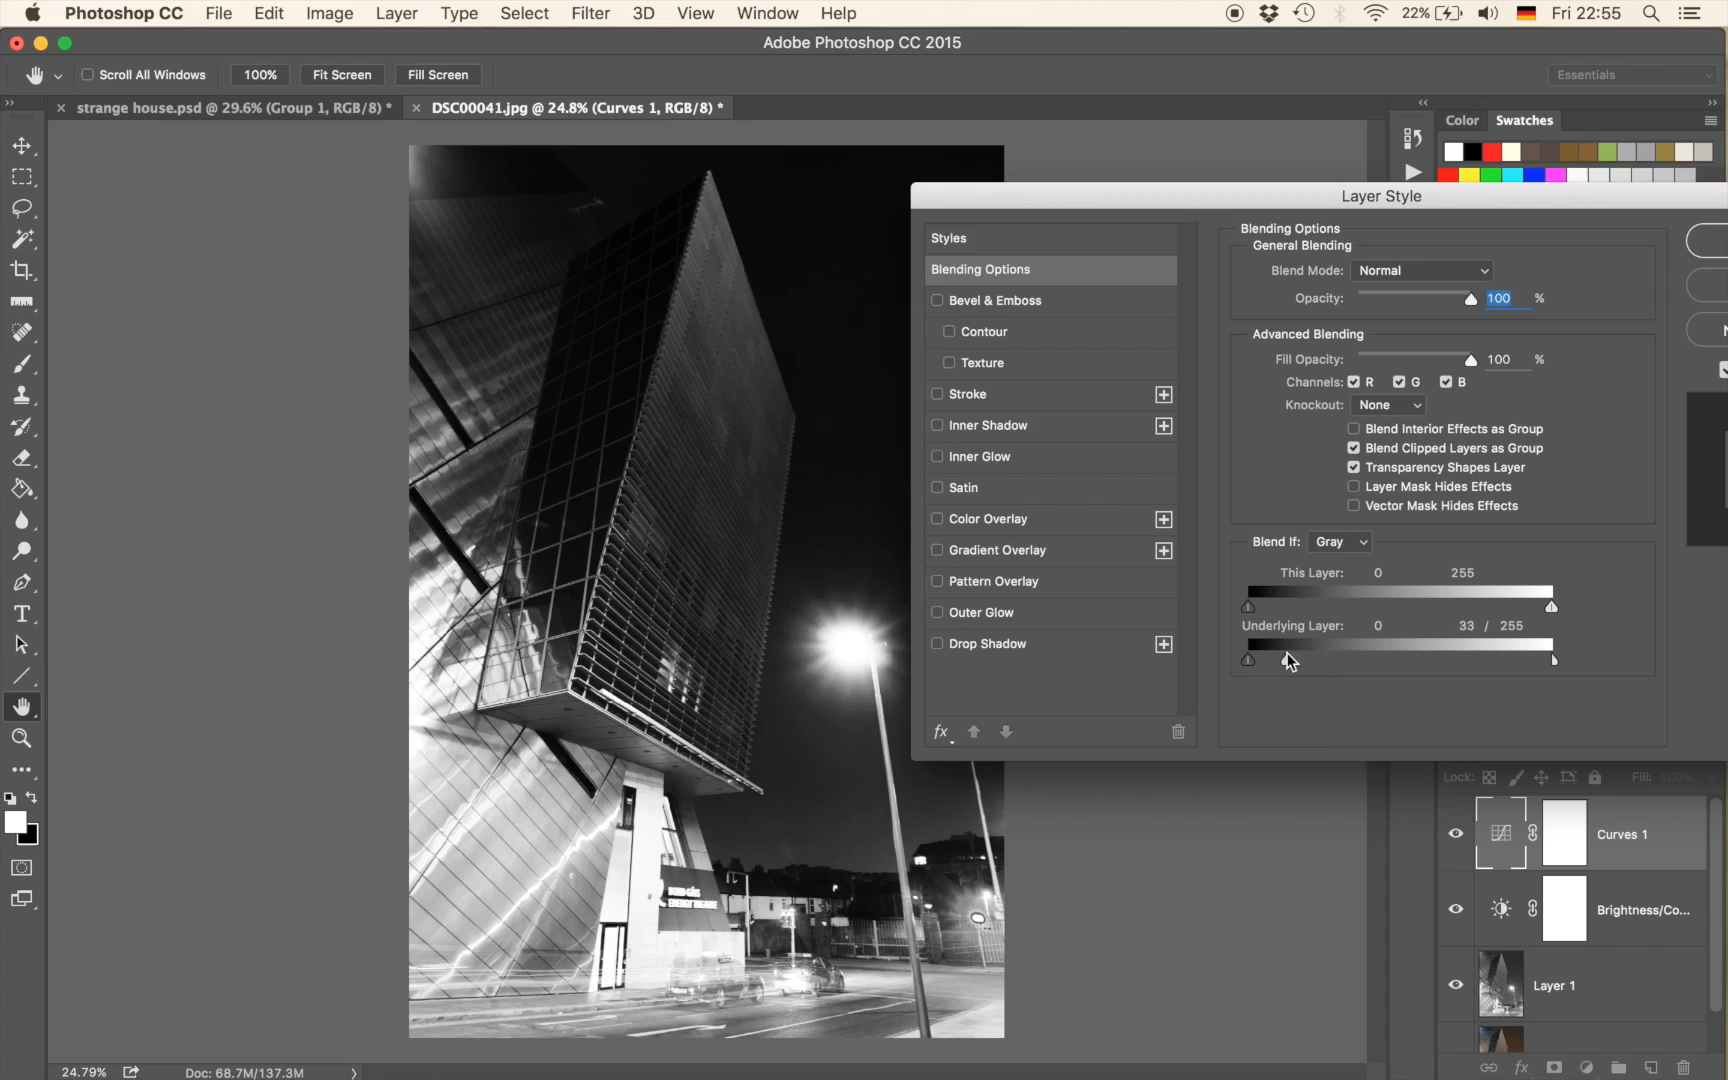 Photoshop CC File Edit Image Layer Type Select Filter 3D View Window Help 22% Fri 22:55
Adobe Photoshop CC 2015
Scroll All Windows 100% Fit Screen Fill Screen Essentials
strange house.psd @ 29.6% (Group 1, RGB/8) * DSC00041.jpg @ 24.8% (Curves 1, RGB/8) *
Color Swatches
Layer Style
Styles
Blending Options
Bevel & Emboss
Contour
Texture
Stroke
Inner Shadow
Inner Glow
Satin
Color Overlay
Gradient Overlay
Pattern Overlay
Outer Glow
Drop Shadow
fx
Blending Options
General Blending
Blend Mode: Normal
Opacity: 100 %
Advanced Blending
Fill Opacity: 100 %
Channels: R G B
Knockout: None
Blend Interior Effects as Group
Blend Clipped Layers as Group
Transparency Shapes Layer
Layer Mask Hides Effects
Vector Mask Hides Effects
Blend If: Gray
This Layer: 0 255
Underlying Layer: 0 33 / 255
Lock: Fill: 100%
Curves 1
Brightness/Co...
Layer 1
fx
24.79% Doc: 68.7M/137.3M